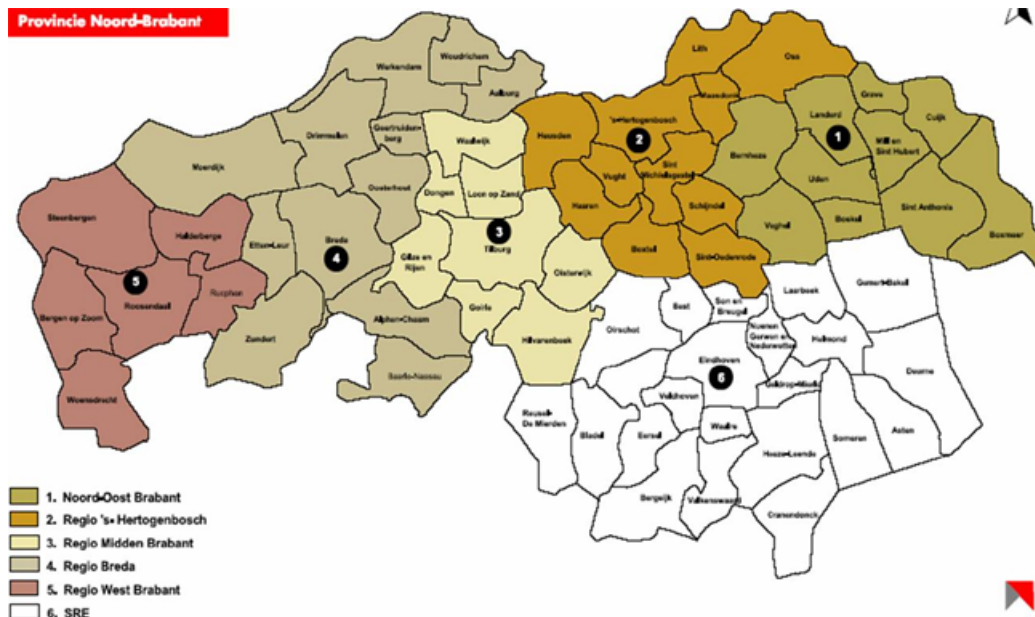 Provincie Noord-Brabant
Lith
Oss
Woudrichem
Werkendam
Aalburg
Maasdonk
Grave
Landerd
Cuijk
's-Hertogenbosch
Heusden
Drimmelen
Geertruiden-
berg
Waalwijk
1
2
Mill en
Sint Hubert
Bernheze
Sint
Michielsgestel
Vught
Moerdijk
Oosterhout
Dongen
Loon op Zand
Uden
Haaren
Schijndel
Sint Anthonis
Steenbergen
Halderberge
Etten-Leur
Breda
3
Tilburg
Veghel
Boekel
Boxmeer
4
Gilze en
Rijen
Boxtel
Sint-Oedenrode
Oisterwijk
5
Roosendaal
Rucphen
Bergen op Zoom
Goirle
Laarbeek
Gemert-Bakel
Best
Son en
Breugel
Alphen-Chaam
Oirschot
Nuenen
Gerwen en
Nederwetten
Zundert
Hilvarenbeek
Helmond
Eindhoven
6
Deurne
Baarle-Nassau
Geldrop-Mierlo
Woensdrecht
Veldhoven
Reusel-
De Mierden
Waalre
Bladel
Eersel
Someren
Asten
Heeze-Leende
Bergeijk
Valkenswaard
Cranendonck
1. Noord-Oost Brabant
2. Regio 's- Hertogenbosch
3. Regio Midden Brabant
4. Regio Breda
5. Regio West Brabant
6. SRE